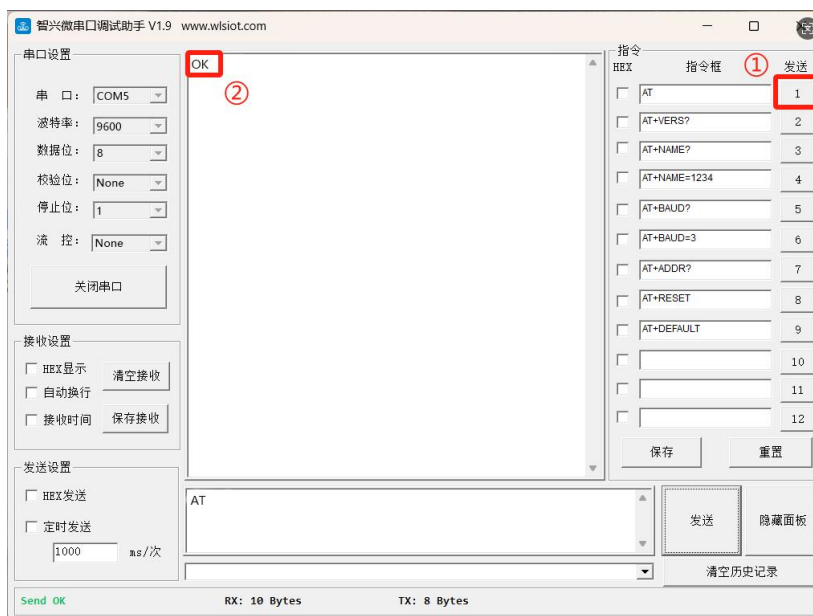 智兴微串口调试助手 V1.9 www.wlsiot.com
串口设置
串 口： COM5
波特率： 9600
数据位： 8
校验位： None
停止位： 1
流 控： None
关闭串口
接收设置
HEX显示
自动换行
清空接收
接收时间
保存接收
发送设置
HEX发送
定时发送
1000 ms/次
OK
②
AT
指令
HEX 指令框 ① 发送
AT 1
AT+VERS? 2
AT+NAME? 3
AT+NAME=1234 4
AT+BAUD? 5
AT+BAUD=3 6
AT+ADDR? 7
AT+RESET 8
AT+DEFAULT 9
10
11
12
保存 重置
发送 隐藏面板
清空历史记录
Send OK RX: 10 Bytes TX: 8 Bytes